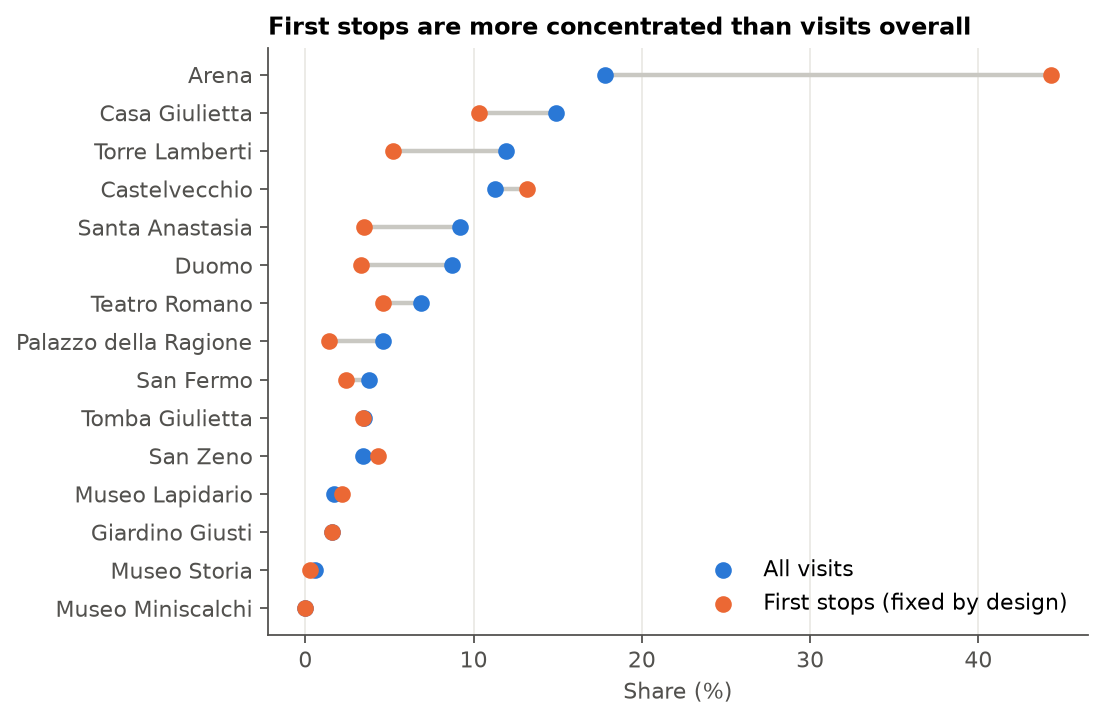 First stops are more concentrated than visits overall
Arena
Casa Giulietta
Torre Lamberti
Castelvecchio
Santa Anastasia
Duomo
Teatro Romano
Palazzo della Ragione
San Fermo
Tomba Giulietta
San Zeno
Museo Lapidario
Giardino Giusti
Museo Storia
Museo Miniscalchi
All visits
First stops (fixed by design)
0 10 20 30 40
Share (%)